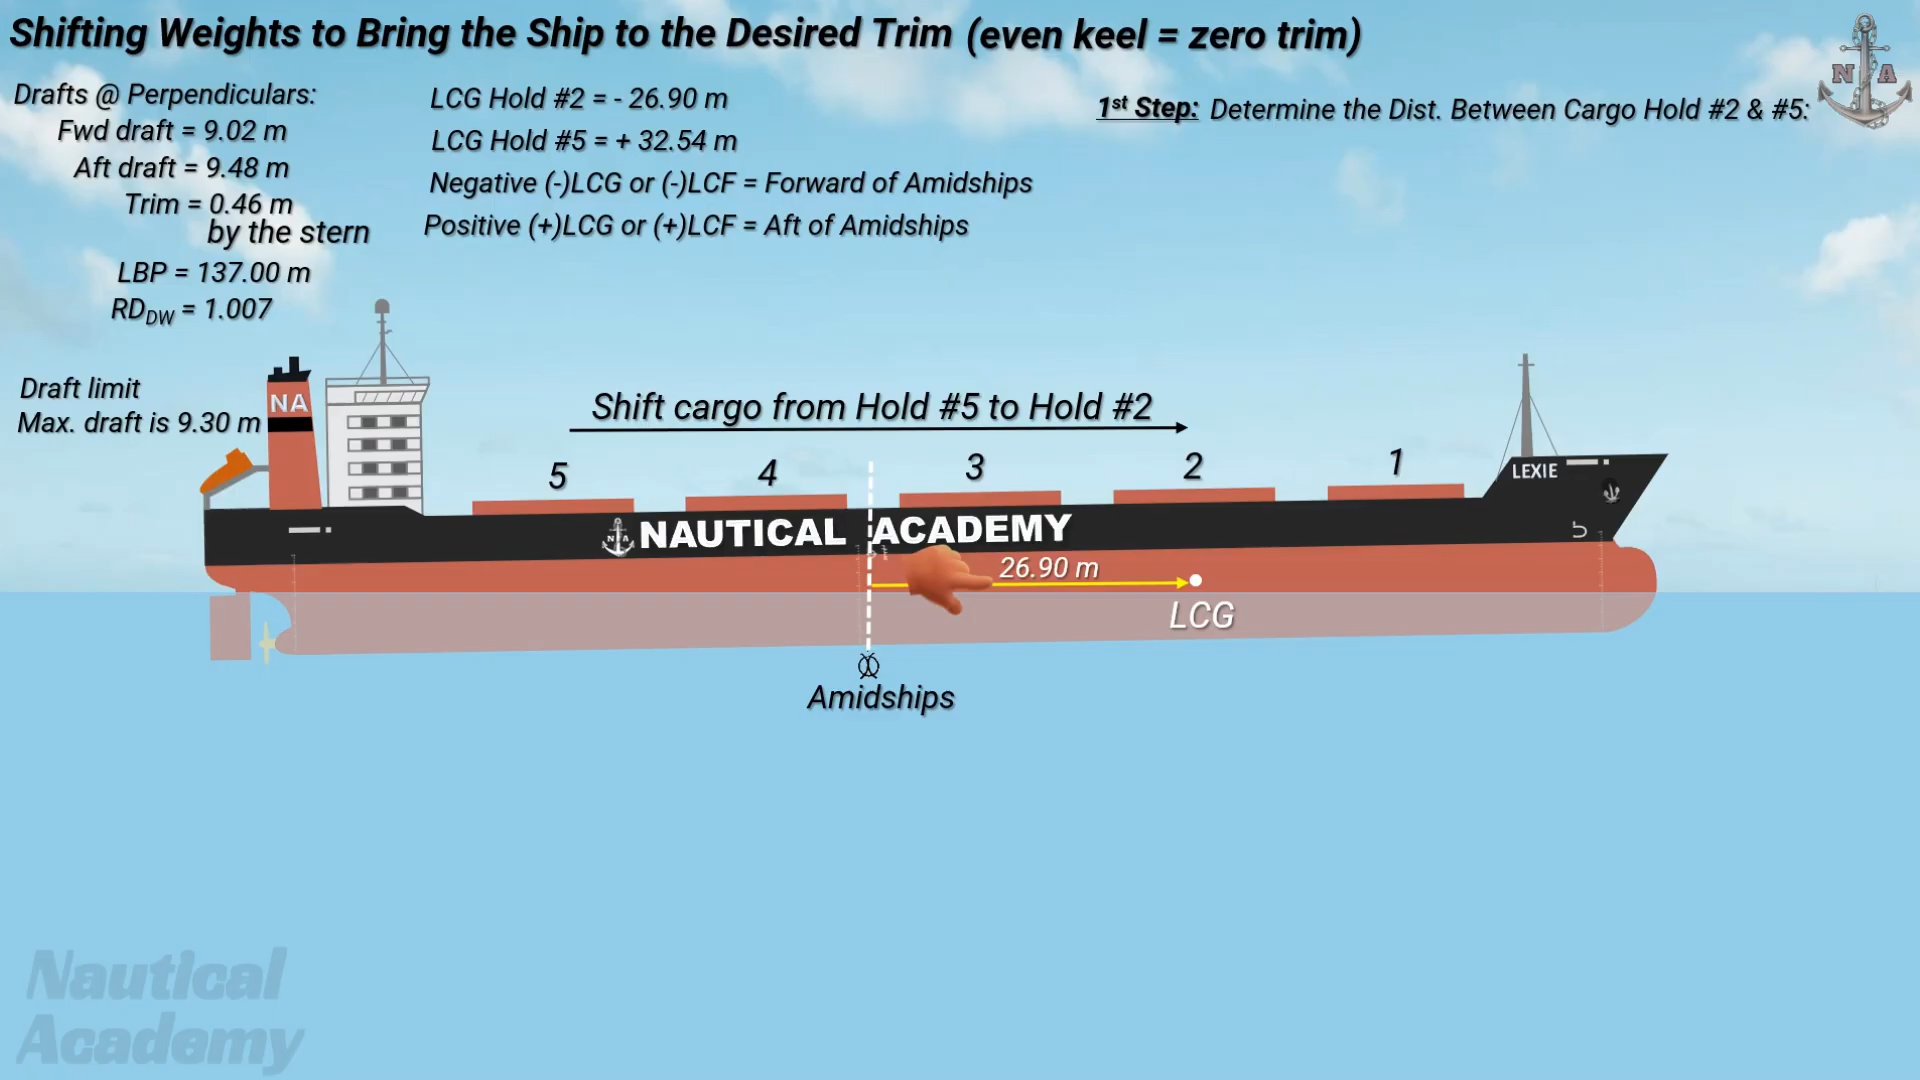 Shifting Weights to Bring the Ship to the Desired Trim (even keel = zero trim)
N A
Drafts @ Perpendiculars:
Fwd draft = 9.02 m
Aft draft = 9.48 m
Trim = 0.46 m
by the stern
LBP = 137.00 m
RDDW = 1.007
LCG Hold #2 = - 26.90 m
LCG Hold #5 = + 32.54 m
Negative (-)LCG or (-)LCF = Forward of Amidships
Positive (+)LCG or (+)LCF = Aft of Amidships
1st Step: Determine the Dist. Between Cargo Hold #2 & #5:
Draft limit
Max. draft is 9.30 m
NA
Shift cargo from Hold #5 to Hold #2
5 4 3 2 1
LEXIE
N A
NAUTICAL ACADEMY
26.90 m
LCG
Amidships
Nautical
Academy